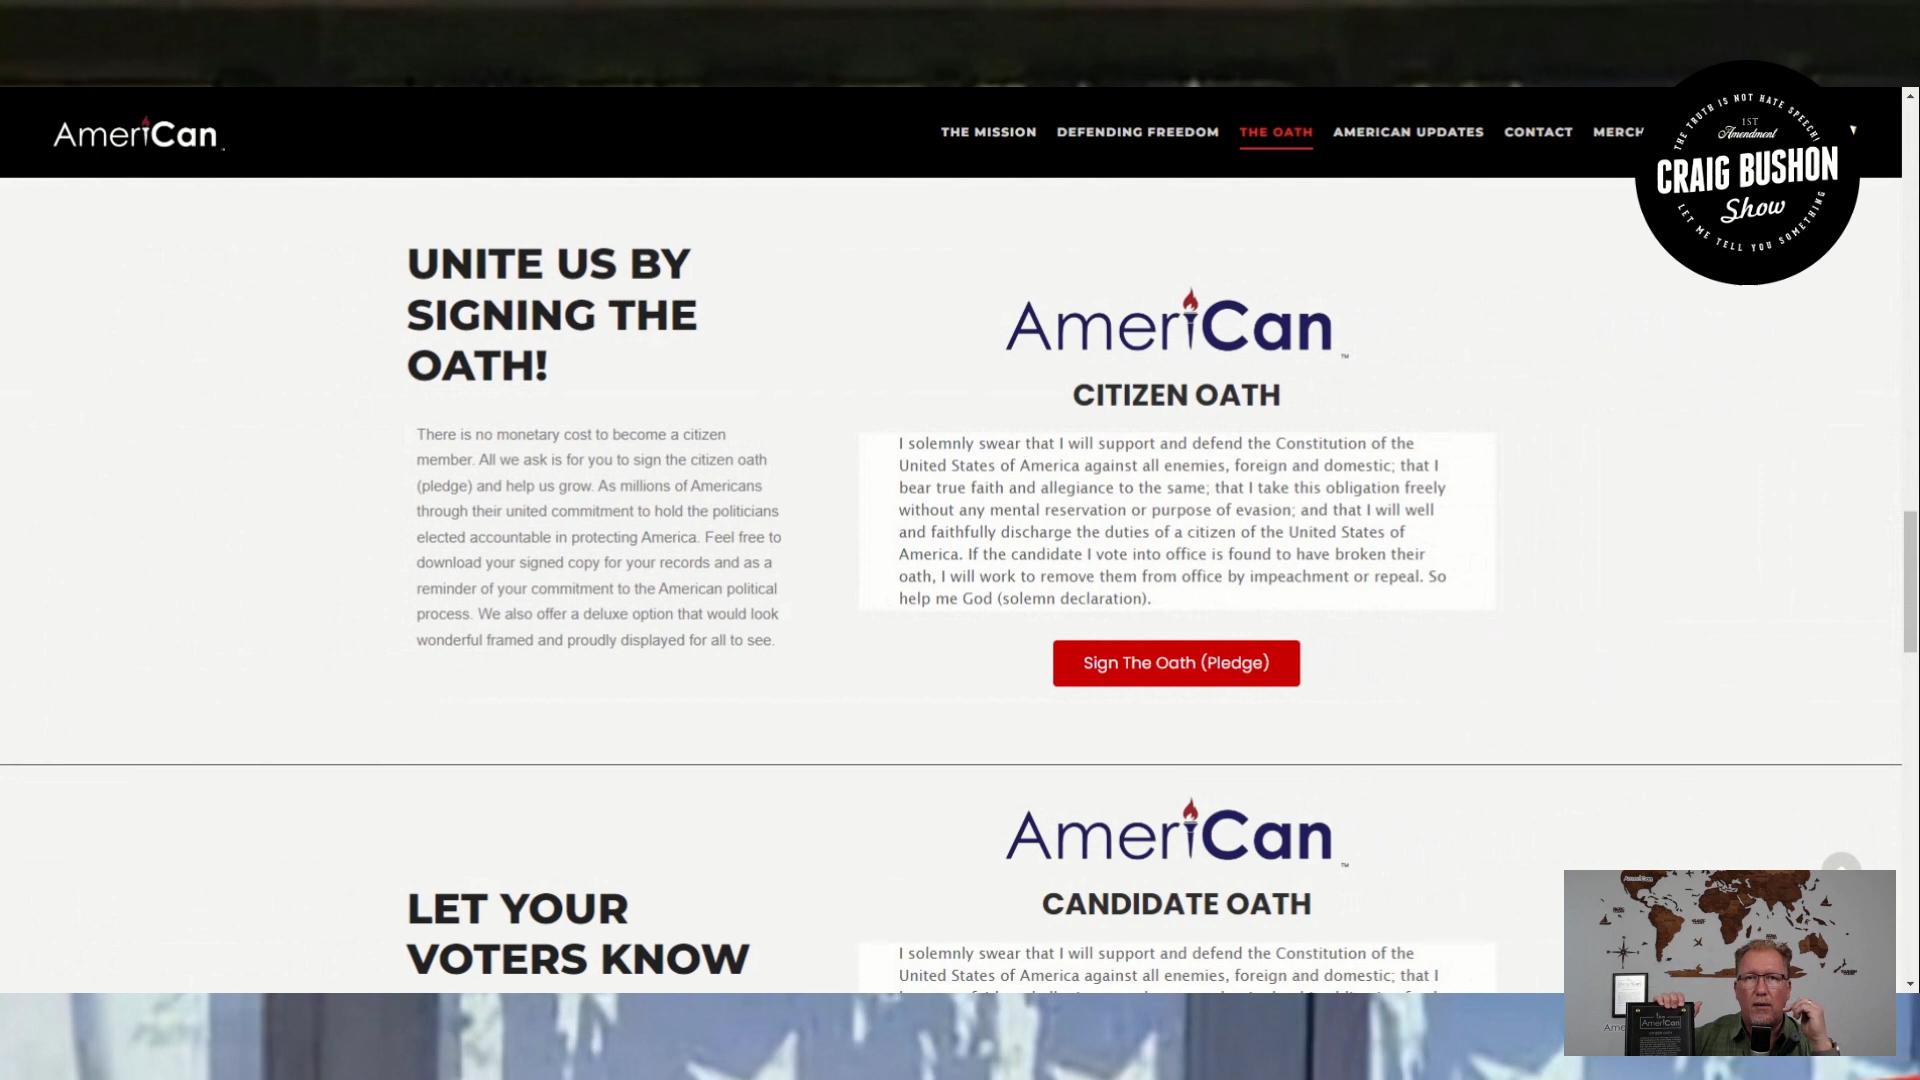 AmeriCan
THE MISSION DEFENDING FREEDOM THE OATH AMERICAN UPDATES CONTACT MERCH
THE TRUTH IS NOT HATE SPEECH!
1ST
Amendment
CRAIG BUSHON
Show
LET ME TELL YOU SOMETHING
UNITE US BY
SIGNING THE
OATH!
There is no monetary cost to become a citizen
member. All we ask is for you to sign the citizen oath
(pledge) and help us grow. As millions of Americans
through their united commitment to hold the politicians
elected accountable in protecting America. Feel free to
download your signed copy for your records and as a
reminder of your commitment to the American political
process. We also offer a deluxe option that would look
wonderful framed and proudly displayed for all to see.
AmeriCan
TM
CITIZEN OATH
I solemnly swear that I will support and defend the Constitution of the
United States of America against all enemies, foreign and domestic; that I
bear true faith and allegiance to the same; that I take this obligation freely
without any mental reservation or purpose of evasion; and that I will well
and faithfully discharge the duties of a citizen of the United States of
America. If the candidate I vote into office is found to have broken their
oath, I will work to remove them from office by impeachment or repeal. So
help me God (solemn declaration).
Sign The Oath (Pledge)
LET YOUR
VOTERS KNOW
AmeriCan
TM
CANDIDATE OATH
I solemnly swear that I will support and defend the Constitution of the
United States of America against all enemies, foreign and domestic; that I
AmeriCan